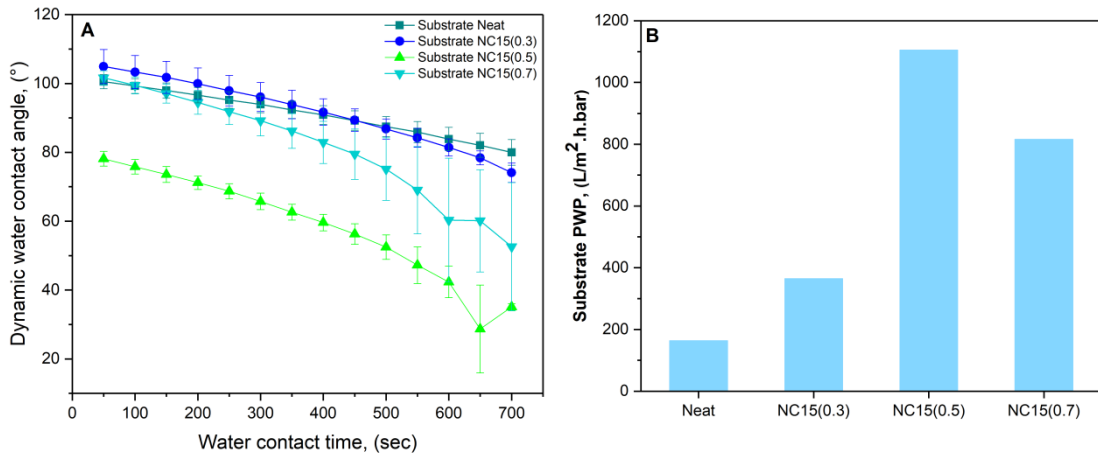 A
Substrate Neat
Substrate NC15(0.3)
Substrate NC15(0.5)
Substrate NC15(0.7)
Dynamic water contact angle, (°)
120
100
80
60
40
20
0 100 200 300 400 500 600 700
Water contact time, (sec)
B
Substrate PWP, (L/m².h.bar)
1200
1000
800
600
400
200
0
Neat NC15(0.3) NC15(0.5) NC15(0.7)